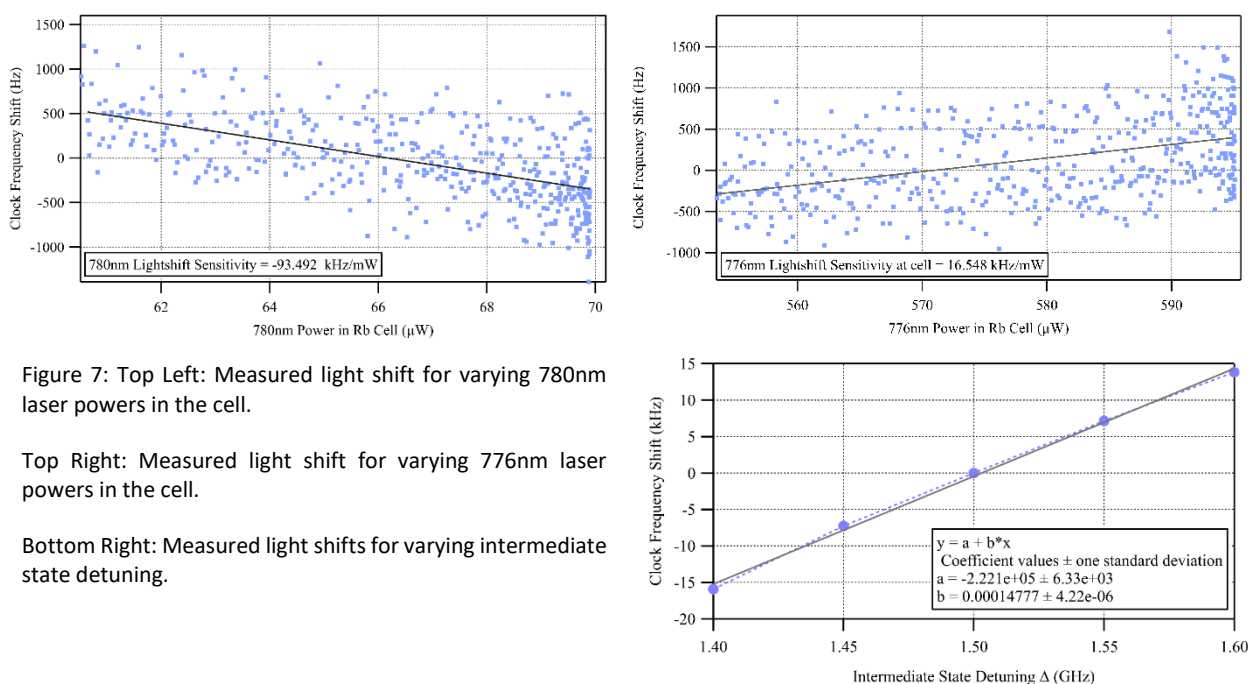 1500
1000
500
0
-500
-1000
Clock Frequency Shift (Hz)
780nm Lightshift Sensitivity = -93.492 kHz/mW
62
64
66
68
70
780nm Power in Rb Cell (µW)
1500
1000
500
0
-500
-1000
Clock Frequency Shift (Hz)
776nm Lightshift Sensitivity at cell = 16.548 kHz/mW
560
570
580
590
776nm Power in Rb Cell (µW)
Figure 7: Top Left: Measured light shift for varying 780nm
laser powers in the cell.
Top Right: Measured light shift for varying 776nm laser
powers in the cell.
Bottom Right: Measured light shifts for varying intermediate
state detuning.
15
10
5
0
-5
-10
-15
-20
Clock Frequency Shift (kHz)
y = a + b*x
Coefficient values ± one standard deviation
a = -2.221e+05 ± 6.33e+03
b = 0.00014777 ± 4.22e-06
1.40
1.45
1.50
1.55
1.60
Intermediate State Detuning Δ (GHz)